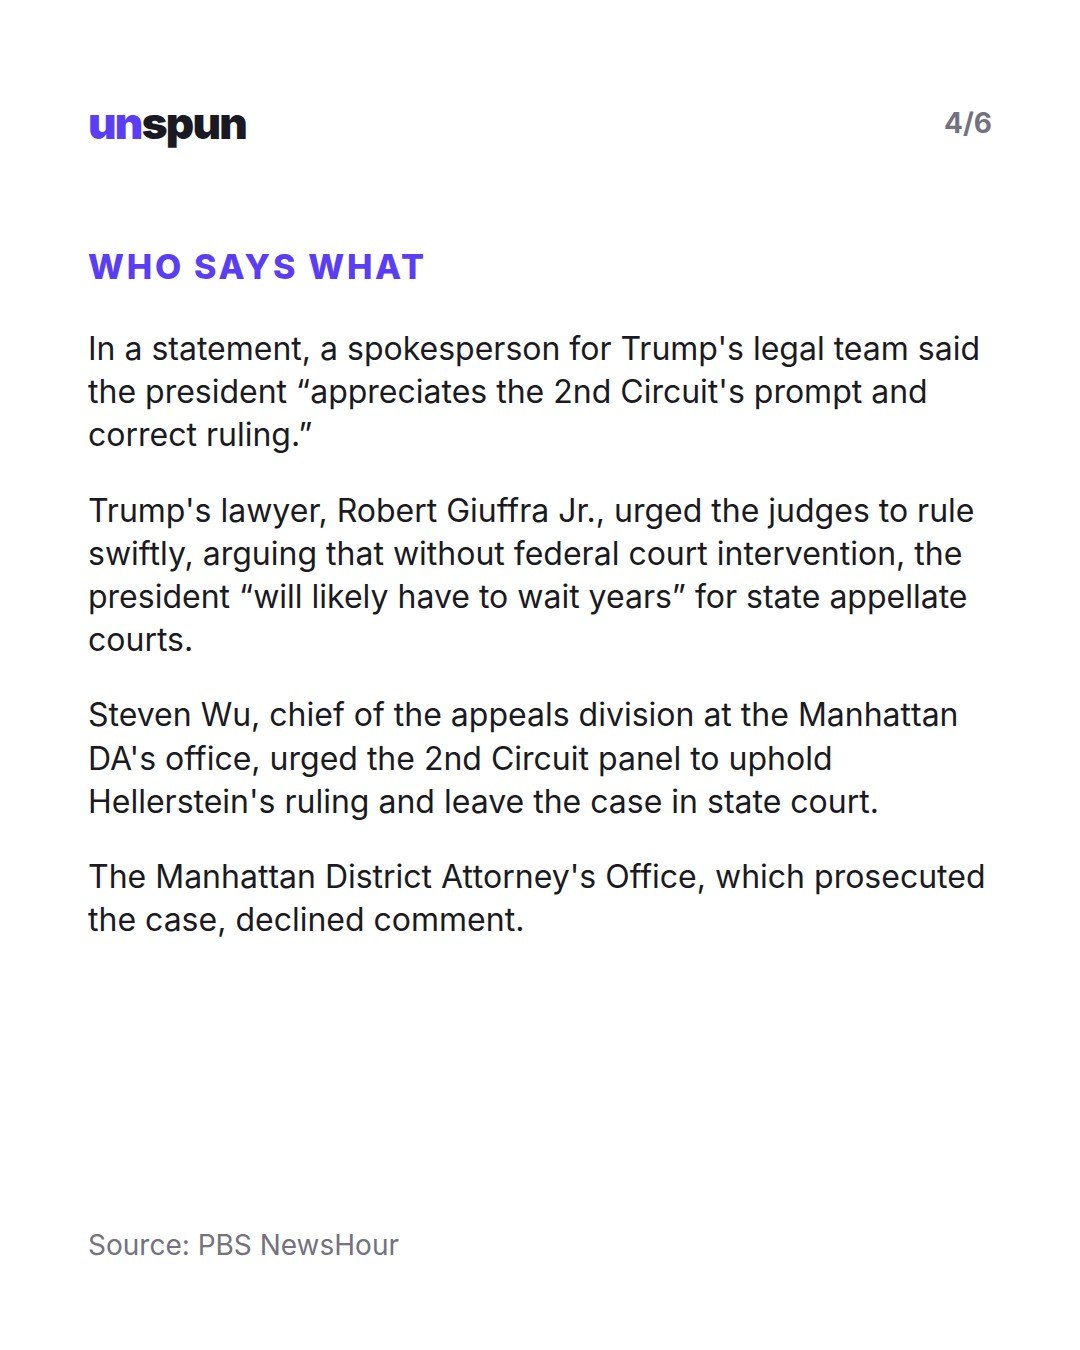 unspun
4/6
WHO SAYS WHAT
In a statement, a spokesperson for Trump's legal team said
the president “appreciates the 2nd Circuit's prompt and
correct ruling.”
Trump's lawyer, Robert Giuffra Jr., urged the judges to rule
swiftly, arguing that without federal court intervention, the
president “will likely have to wait years” for state appellate
courts.
Steven Wu, chief of the appeals division at the Manhattan
DA's office, urged the 2nd Circuit panel to uphold
Hellerstein's ruling and leave the case in state court.
The Manhattan District Attorney's Office, which prosecuted
the case, declined comment.
Source: PBS NewsHour